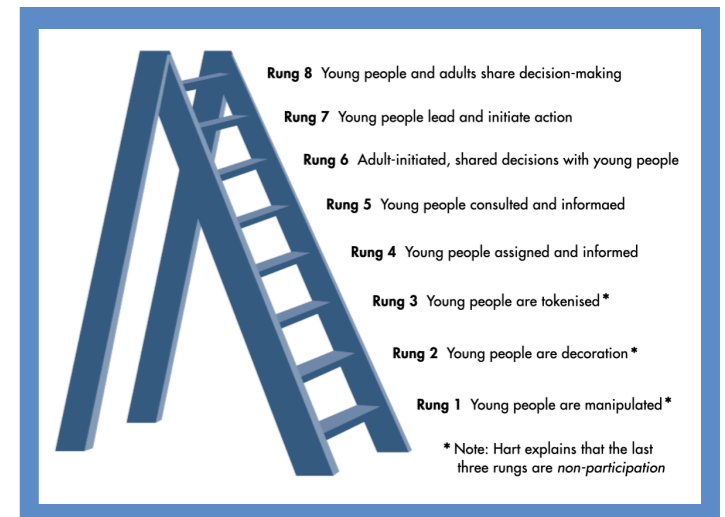 Rung 8 Young people and adults share decision-making
Rung 7 Young people lead and initiate action
Rung 6 Adult-initiated, shared decisions with young people
Rung 5 Young people consulted and informaed
Rung 4 Young people assigned and informed
Rung 3 Young people are tokenised*
Rung 2 Young people are decoration*
Rung 1 Young people are manipulated*
* Note: Hart explains that the last
three rungs are non-participation